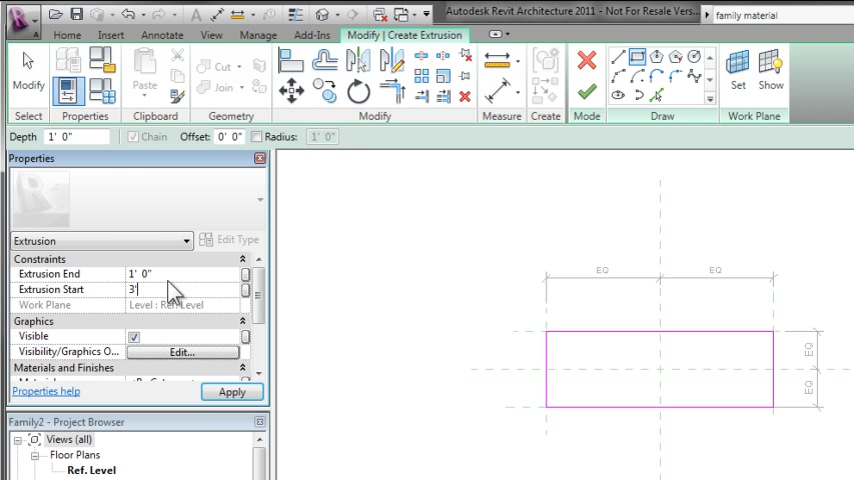 Autodesk Revit Architecture 2011 - Not For Resale Vers...
family material
Home Insert Annotate View Manage Add-Ins Modify | Create Extrusion
Modify
Paste
Cut
Join
Set Show
Select Properties Clipboard Geometry Modify Measure Create Mode Draw Work Plane
Depth 1' 0" Chain Offset: 0' 0" Radius: 1' 0"
Properties
Extrusion
Edit Type
Constraints
Extrusion End 1' 0"
Extrusion Start 3'
Work Plane Level : Ref. Level
Graphics
Visible
Visibility/Graphics O... Edit...
Materials and Finishes
Properties help Apply
Family2 - Project Browser
Views (all)
Floor Plans
Ref. Level
EQ EQ
EQ
EQ